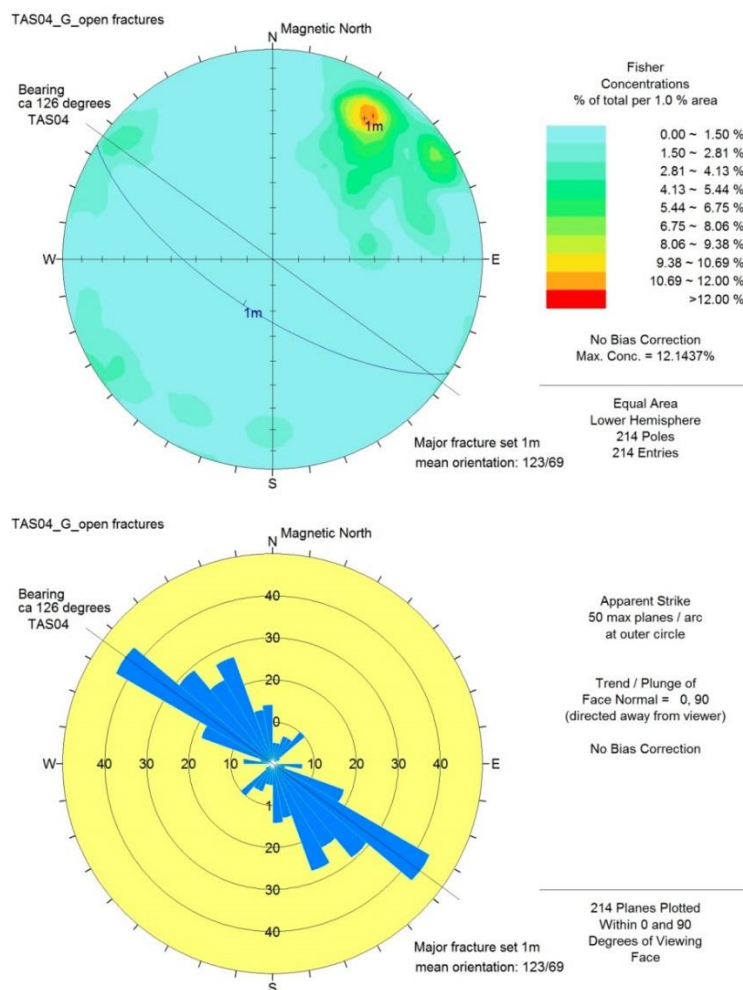 TAS04_G_open fractures
N
Magnetic North
Bearing
ca 126 degrees
TAS04
1m
W
E
1m
S
Major fracture set 1m
mean orientation: 123/69
Fisher
Concentrations
% of total per 1.0 % area
0.00 ~ 1.50 %
1.50 ~ 2.81 %
2.81 ~ 4.13 %
4.13 ~ 5.44 %
5.44 ~ 6.75 %
6.75 ~ 8.06 %
8.06 ~ 9.38 %
9.38 ~ 10.69 %
10.69 ~ 12.00 %
>12.00 %
No Bias Correction
Max. Conc. = 12.1437%
Equal Area
Lower Hemisphere
214 Poles
214 Entries
TAS04_G_open fractures
N
Magnetic North
Bearing
ca 126 degrees
TAS04
40
30
20
0
W
40
30
20
10
10
20
30
40
E
1
20
30
40
S
Major fracture set 1m
mean orientation: 123/69
Apparent Strike
50 max planes / arc
at outer circle
Trend / Plunge of
Face Normal = 0, 90
(directed away from viewer)
No Bias Correction
214 Planes Plotted
Within 0 and 90
Degrees of Viewing
Face